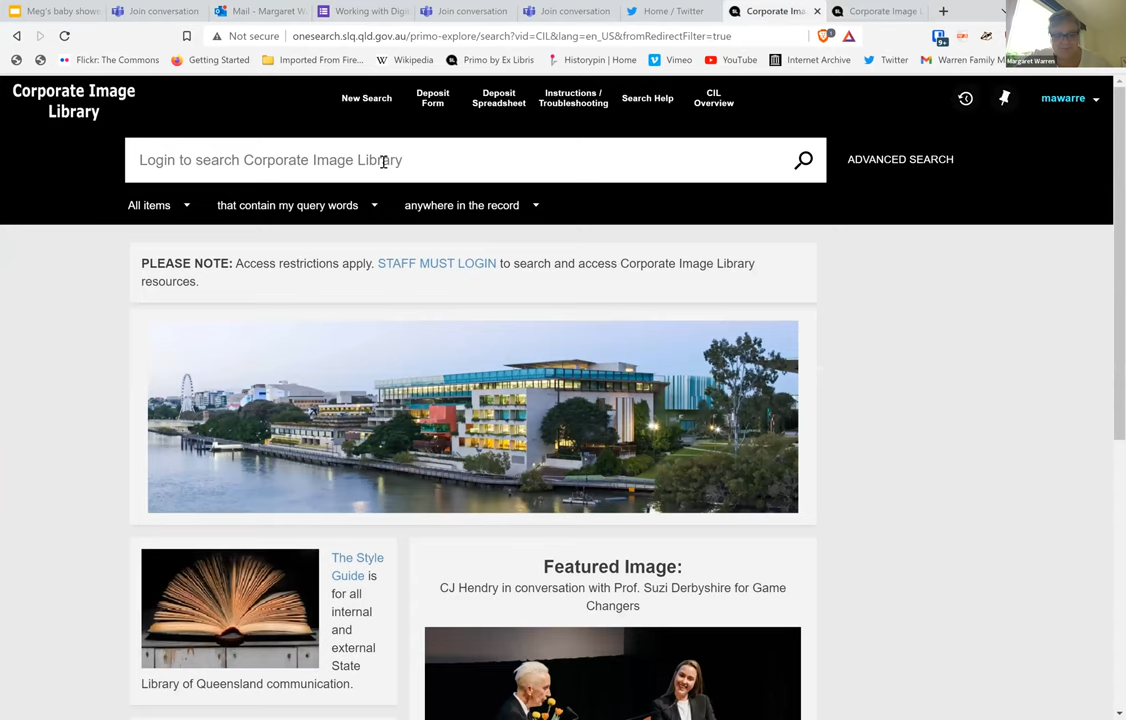 Meg's baby showe
Join conversation
Mail - Margaret W
Working with Digi
Join conversation
Join conversation
Home / Twitter
Corporate Ima
Corporate Image L
Not secure
onesearch.slq.qld.gov.au/primo-explore/search?vid=CIL&lang=en_US&fromRedirectFilter=true
1
9+
Flickr: The Commons
Getting Started
Imported From Firef...
Wikipedia
Primo by Ex Libris
Historypin | Home
Vimeo
YouTube
Internet Archive
Twitter
Warren Family M
Margaret Warren
Corporate Image
Library
New Search
Deposit
Form
Deposit
Spreadsheet
Instructions /
Troubleshooting
Search Help
CIL
Overview
mawarre
Login to search Corporate Image Library
ADVANCED SEARCH
All items
that contain my query words
anywhere in the record
PLEASE NOTE: Access restrictions apply. STAFF MUST LOGIN to search and access Corporate Image Library
resources.
The Style
Guide is
for all
internal
and
external
State
Library of Queensland communication.
Featured Image:
CJ Hendry in conversation with Prof. Suzi Derbyshire for Game
Changers